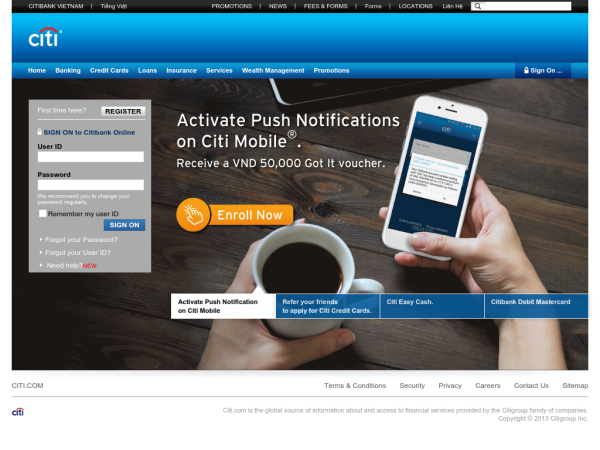 CITIBANK VIETNAM | Tiếng Việt
PROMOTIONS | NEWS | FEES & FORMS | Forms | LOCATIONS Liên Hệ
citi
Home Banking Credit Cards Loans Insurance Services Wealth Management Promotions
Sign On ...
First time here? REGISTER
SIGN ON to Citibank Online
User ID
Password
We recommend you to change your
password regularly.
Remember my user ID
SIGN ON
Forgot your Password?
Forgot your User ID?
Need help?NEW
Activate Push Notifications
on Citi Mobile®.
Receive a VND 50,000 Got It voucher.
Enroll Now
citi
Activate Push Notification
on Citi Mobile
Refer your friends
to apply for Citi Credit Cards.
Citi Easy Cash.
Citibank Debit Mastercard
CITI.COM
Terms & Conditions Security Privacy Careers Contact Us Sitemap
citi
Citi.com is the global source of information about and access to financial services provided by the Citigroup family of companies.
Copyright © 2013 Citigroup Inc.